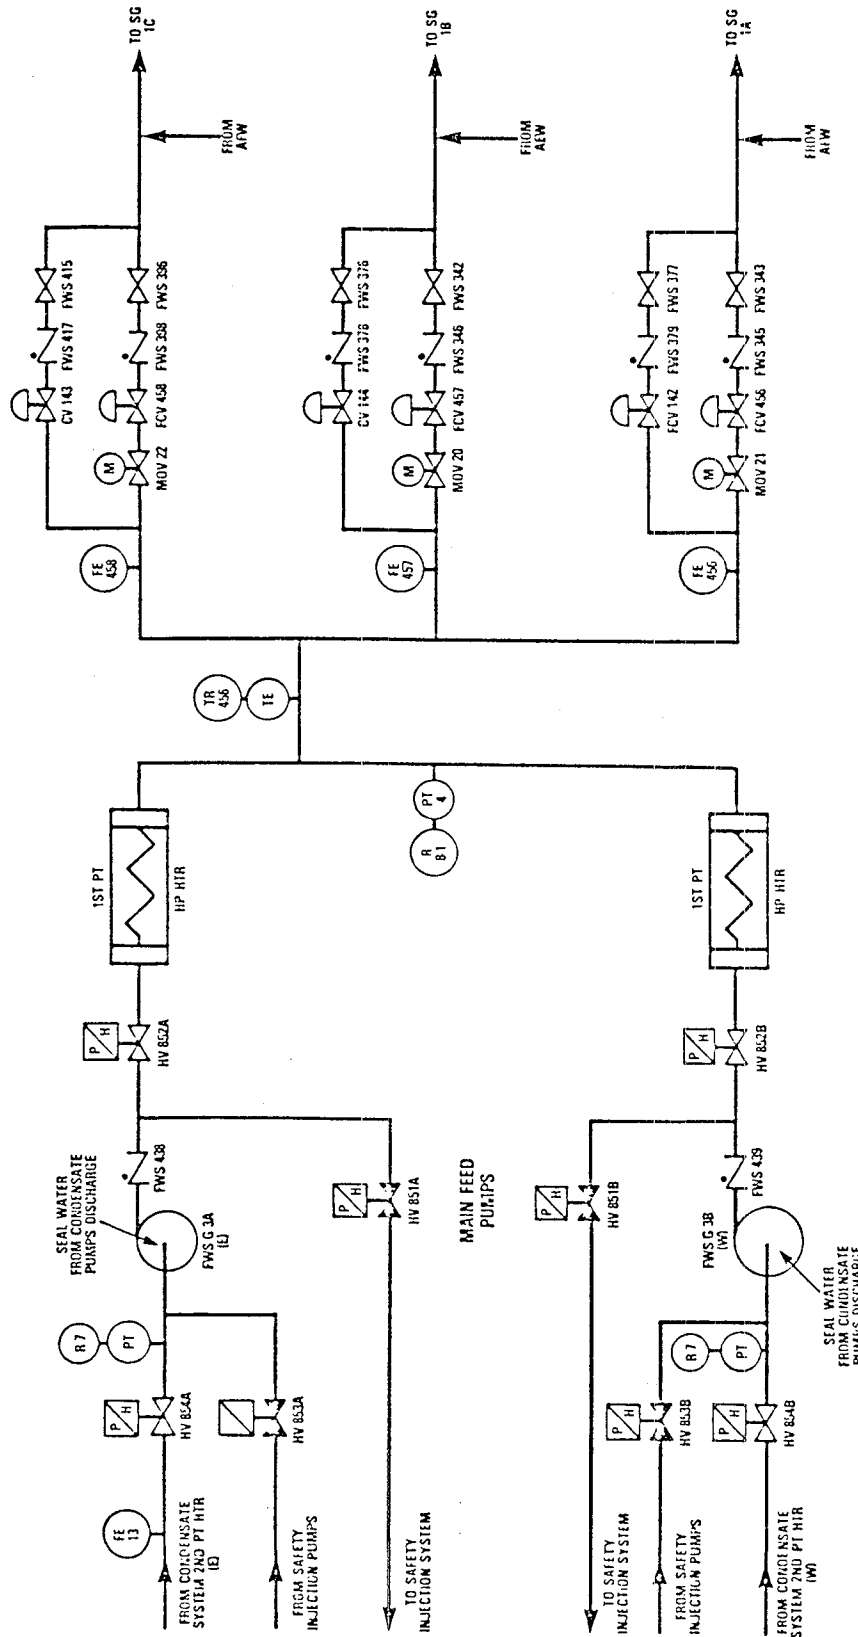 TO SG
1C
TO SG
1B
TO SG
1A
FROM
AFW
FROM
AFW
FROM
AFW
FWS 415
FWS 417
CV 143
FWS 336
FWS 398
FCV 458
M
MOV 22
FE
458
FWS 376
FWS 378
CV 144
FWS 342
FWS 346
FCV 457
M
MOV 20
FE
457
FWS 377
FWS 379
FCV 142
FWS 343
FWS 345
FCV 456
M
MOV 21
FE
456
TR
456
TE
PT
4
R
8-1
1ST PT
HP HTR
1ST PT
HP HTR
P/H
HV 852A
P/H
HV 852B
SEAL WATER
FROM CONDENSATE
PUMPS DISCHARGE
FWS 438
FWS G 3A
(E)
P/H
HV 851A
MAIN FEED
PUMPS
P/H
HV 851B
FWS 439
FWS G 3B
(W)
SEAL WATER
FROM CONDENSATE
PUMPS DISCHARGE
R7
PT
P/H
HV 854A
HV 853A
FE
13
FROM CONDENSATE
SYSTEM 2ND PT HTR
(E)
FROM SAFETY
INJECTION PUMPS
TO SAFETY
INJECTION SYSTEM
R7
PT
P/H
HV 853B
P/H
HV 854B
TO SAFETY
INJECTION SYSTEM
FROM SAFETY
INJECTION PUMPS
FROM CONDENSATE
SYSTEM 2ND PT HTR
(W)